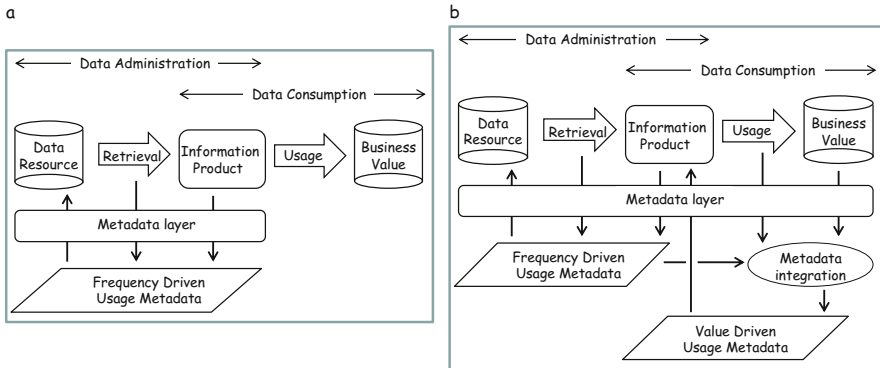 a
Data Administration
Data Consumption
Data
Resource
Retrieval
Information
Product
Usage
Business
Value
Metadata layer
Frequency Driven
Usage Metadata
b
Data Administration
Data Consumption
Data
Resource
Retrieval
Information
Product
Usage
Business
Value
Metadata layer
Frequency Driven
Usage Metadata
Metadata
integration
Value Driven
Usage Metadata